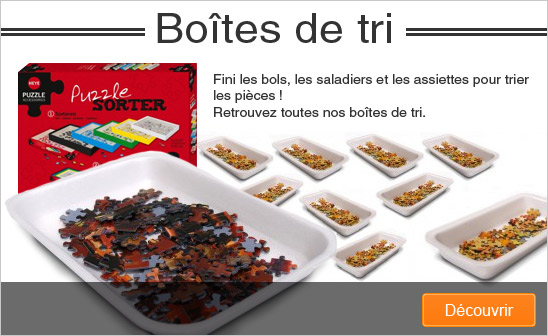 Boîtes de tri
Fini les bols, les saladiers et les assiettes pour trier
les pièces !
Retrouvez toutes nos boîtes de tri.
HEYE
PUZZLE
Puzzle
SORTER
Découvrir